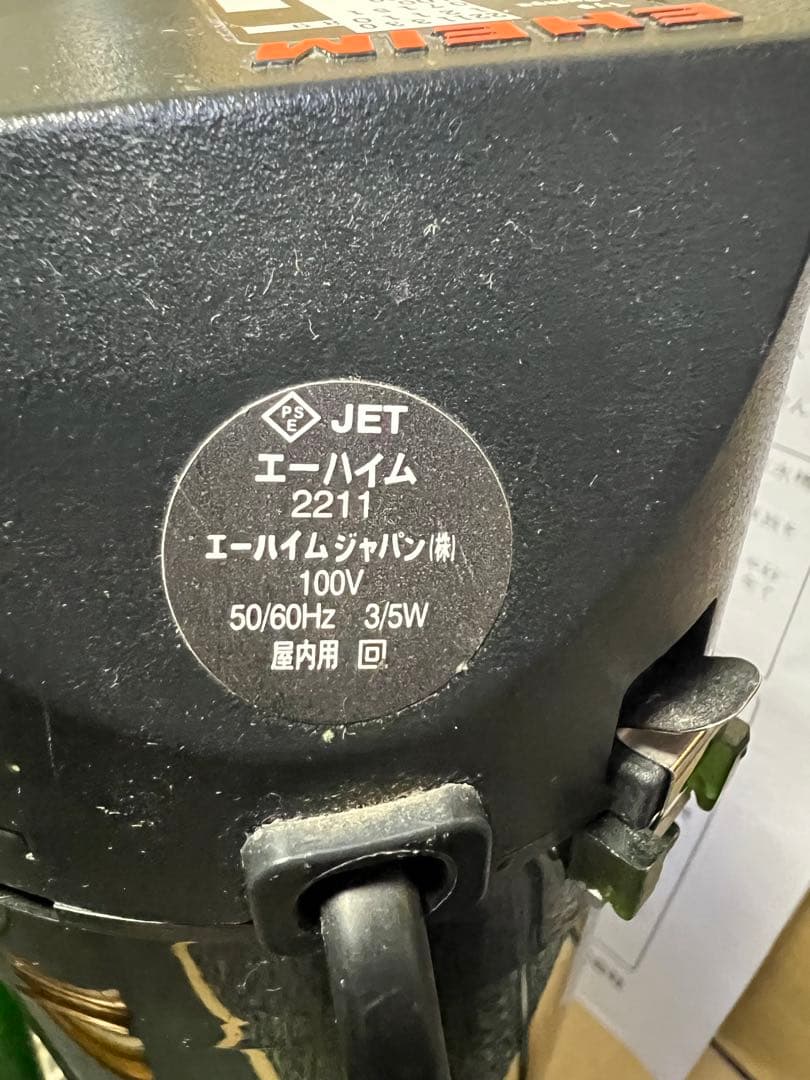 EHEIM
PSE JET
エーハイム
2211
エーハイム ジャパン(株)
100V
50/60Hz 3/5W
屋内用